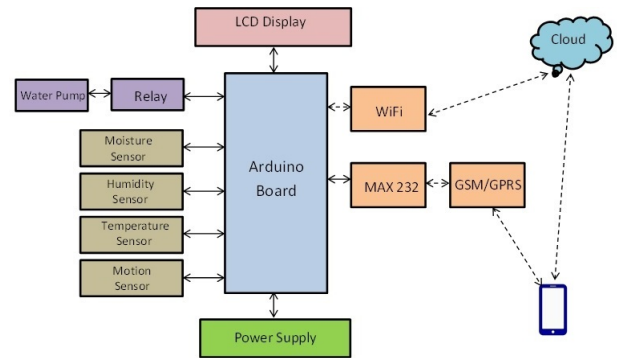 LCD Display
Cloud
Water Pump
Relay
WiFi
Moisture
Sensor
Arduino
Board
Humidity
Sensor
MAX 232
GSM/GPRS
Temperature
Sensor
Motion
Sensor
Power Supply